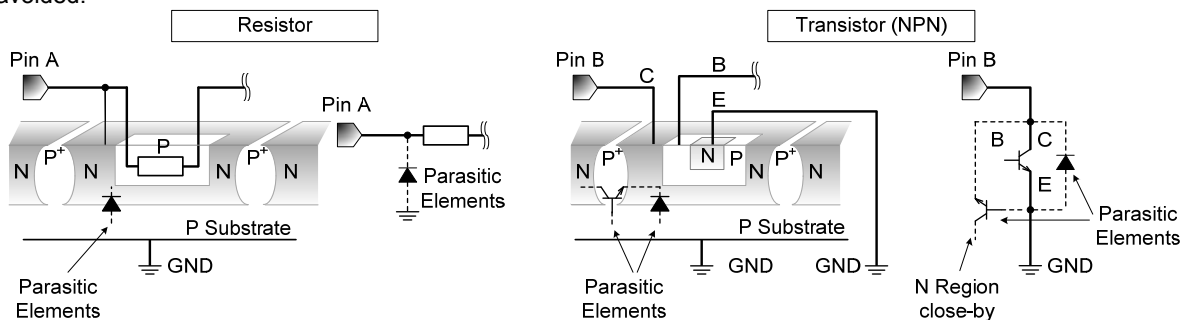 avoided.
Resistor
Transistor (NPN)
Pin A
Pin A
N
P+
N
P
N
P+
N
Parasitic
Elements
P Substrate
GND
Parasitic
Elements
Pin B
C
B
E
N
P+
N
N
P
N
P+
N
P Substrate
GND
GND
Parasitic
Elements
Pin B
B
C
E
Parasitic
Elements
GND
N Region
close-by